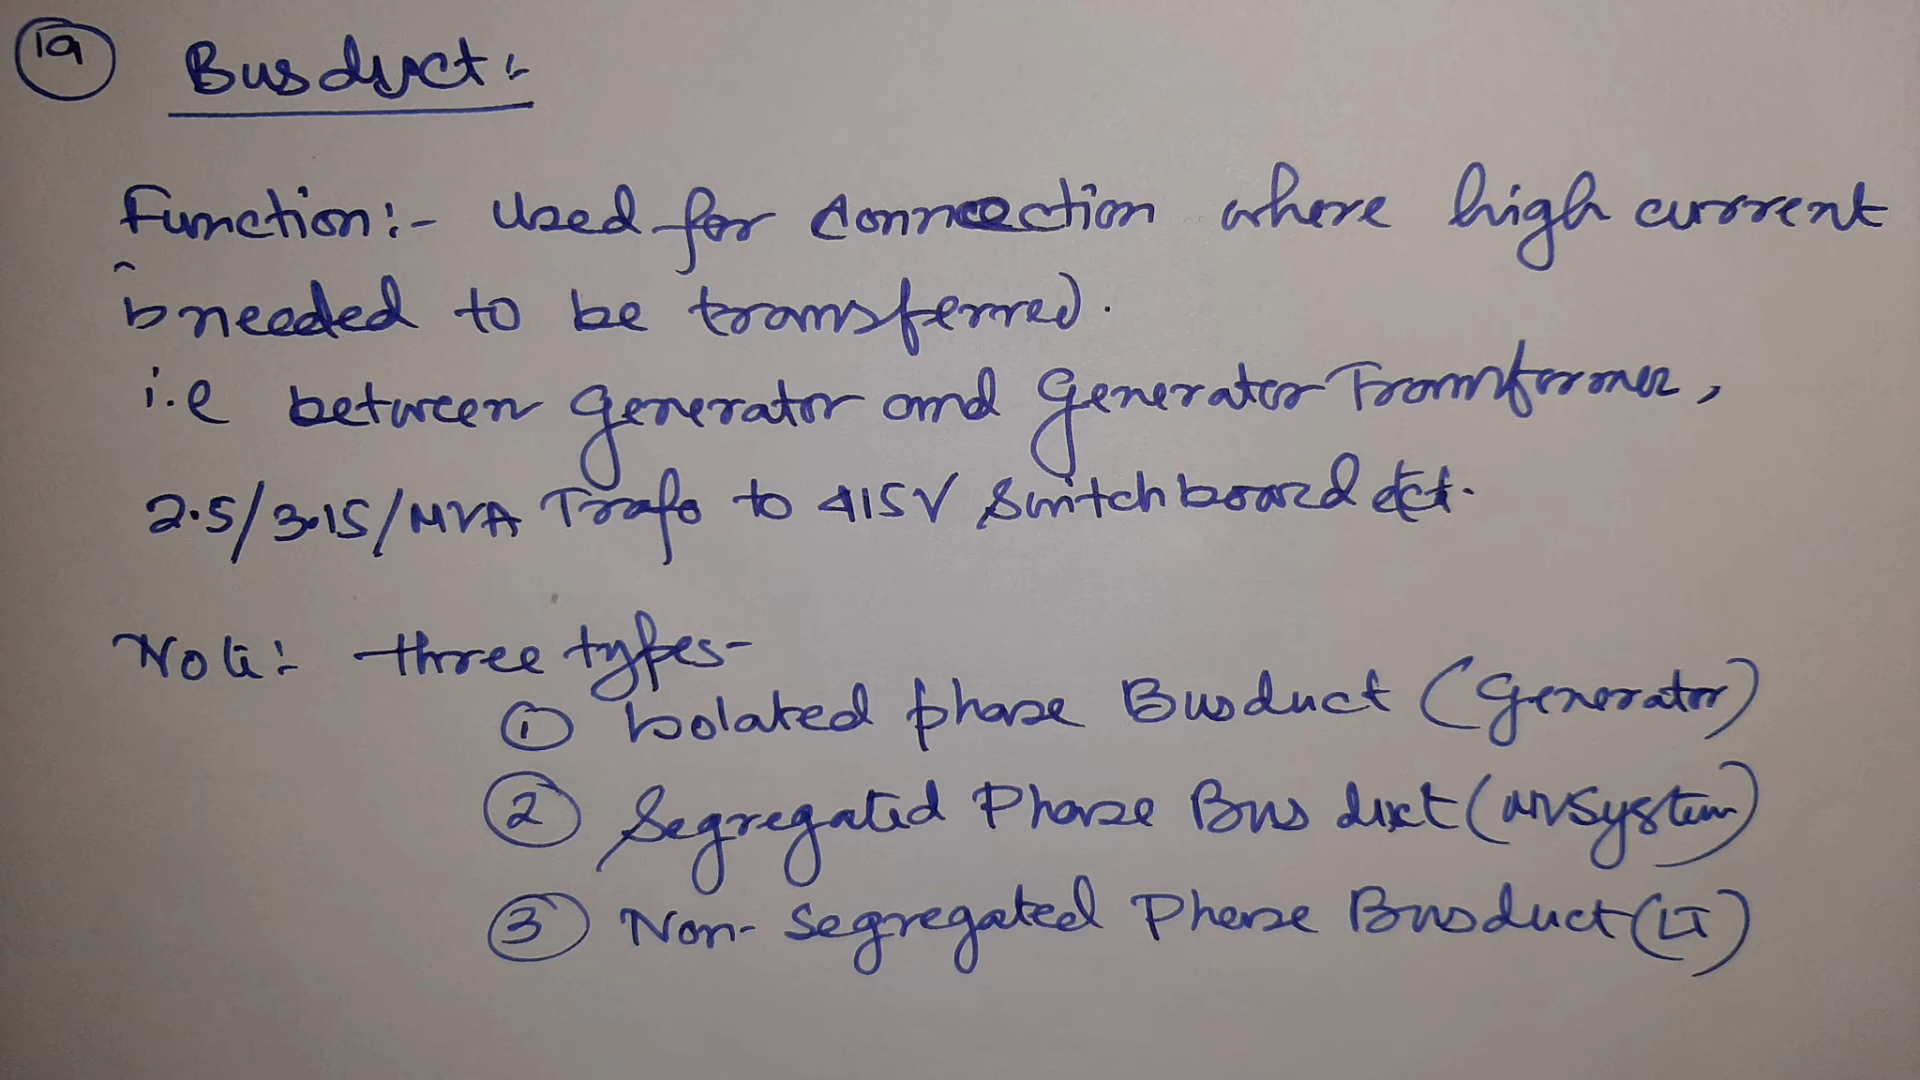 19 Busduct:-
Function:- Used for connection where high current
is needed to be transferred.
i.e between Generator and Generator Transformer,
2.5/3.15/MVA Trafo to 415V Switchboard etc.
Note:- three types-
① Isolated phase Busduct (Generator)
② Segregated Phase Bus duct (MV System)
③ Non-Segregated Phase Busduct (LT)